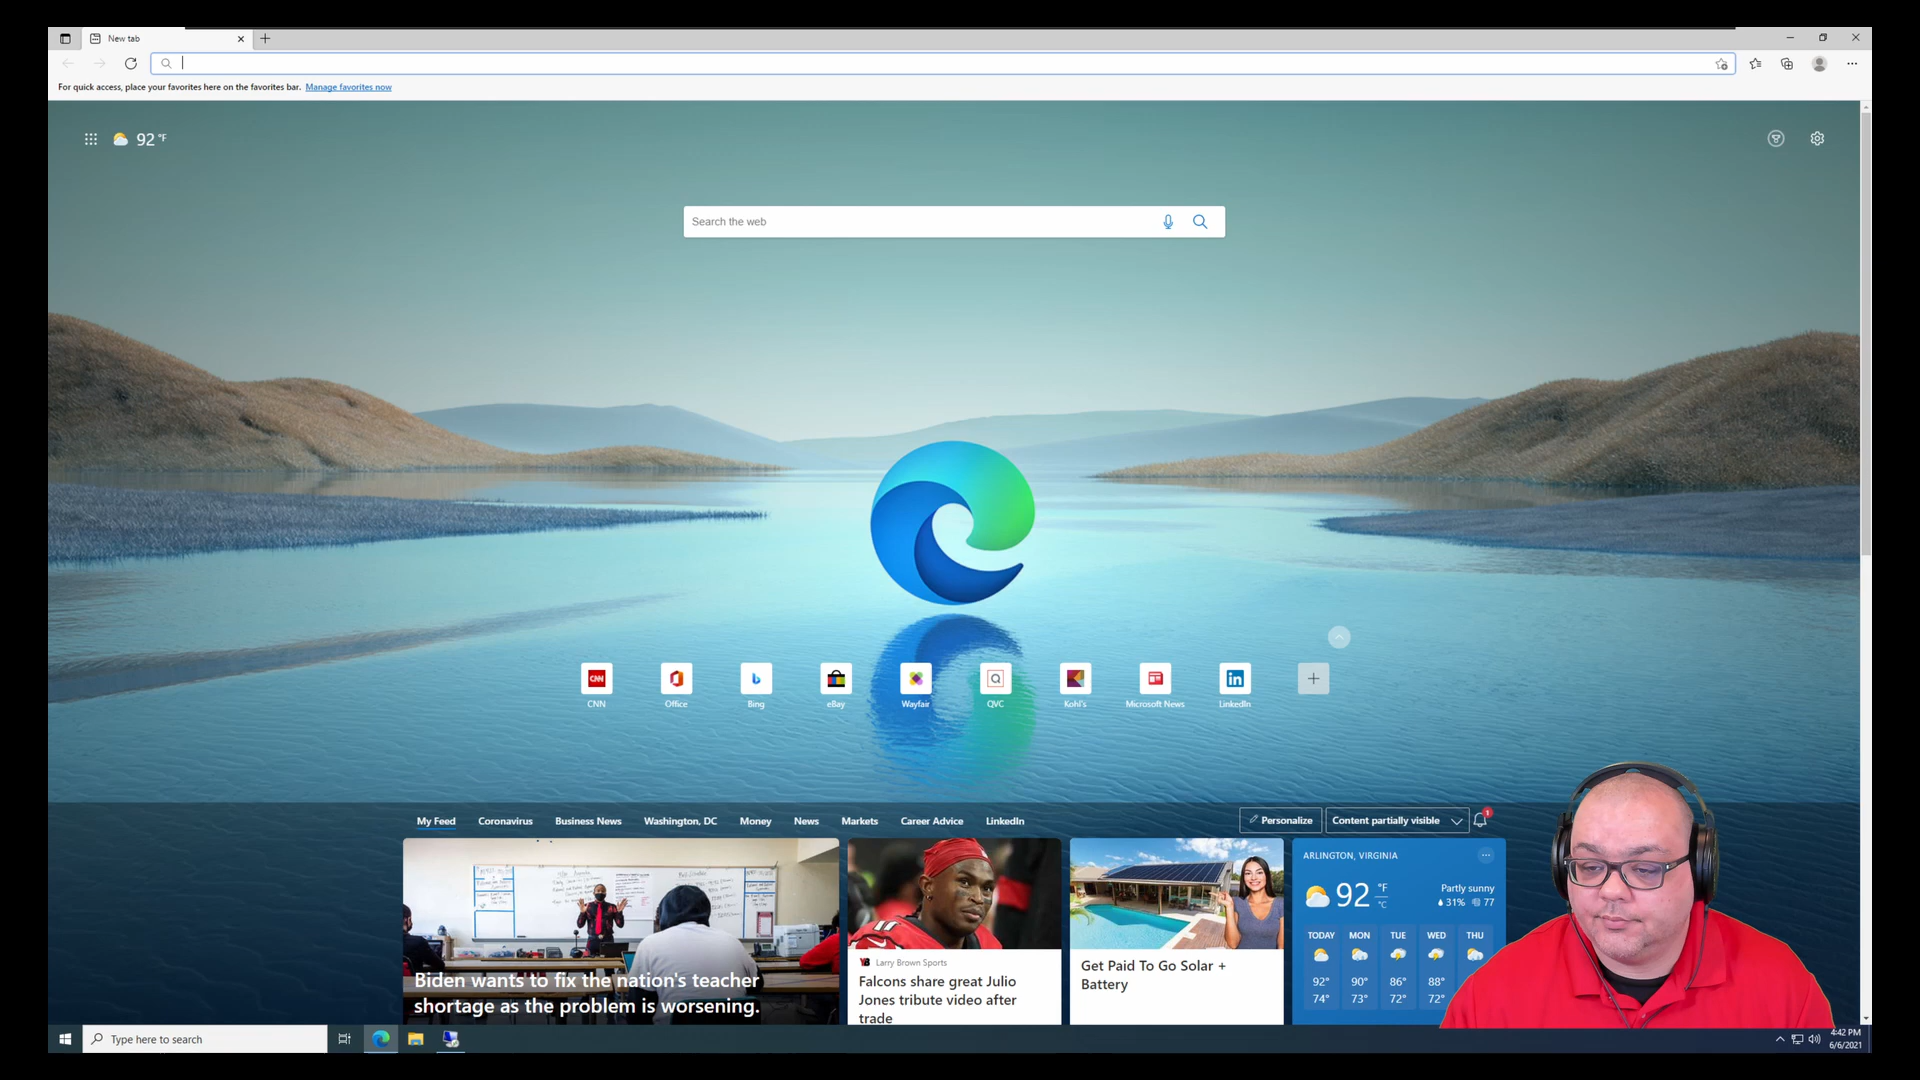 New tab
For quick access, place your favorites here on the favorites bar. Manage favorites now
92 °F
Search the web
CNN
CNN
Office
b
Bing
eBay
Wayfair
Q
QVC
Kohl's
Microsoft News
in
LinkedIn
My Feed Coronavirus Business News Washington, DC Money News Markets Career Advice LinkedIn
Personalize
Content partially visible
1
Biden wants to fix the nation's teacher
shortage as the problem is worsening.
11
Larry Brown Sports
Falcons share great Julio
Jones tribute video after
trade
Get Paid To Go Solar +
Battery
ARLINGTON, VIRGINIA
92 °F
°C
Partly sunny
31% 77
TODAY MON TUE WED THU
92° 90° 86° 88°
74° 73° 72° 72°
Type here to search
4:42 PM
6/6/2021